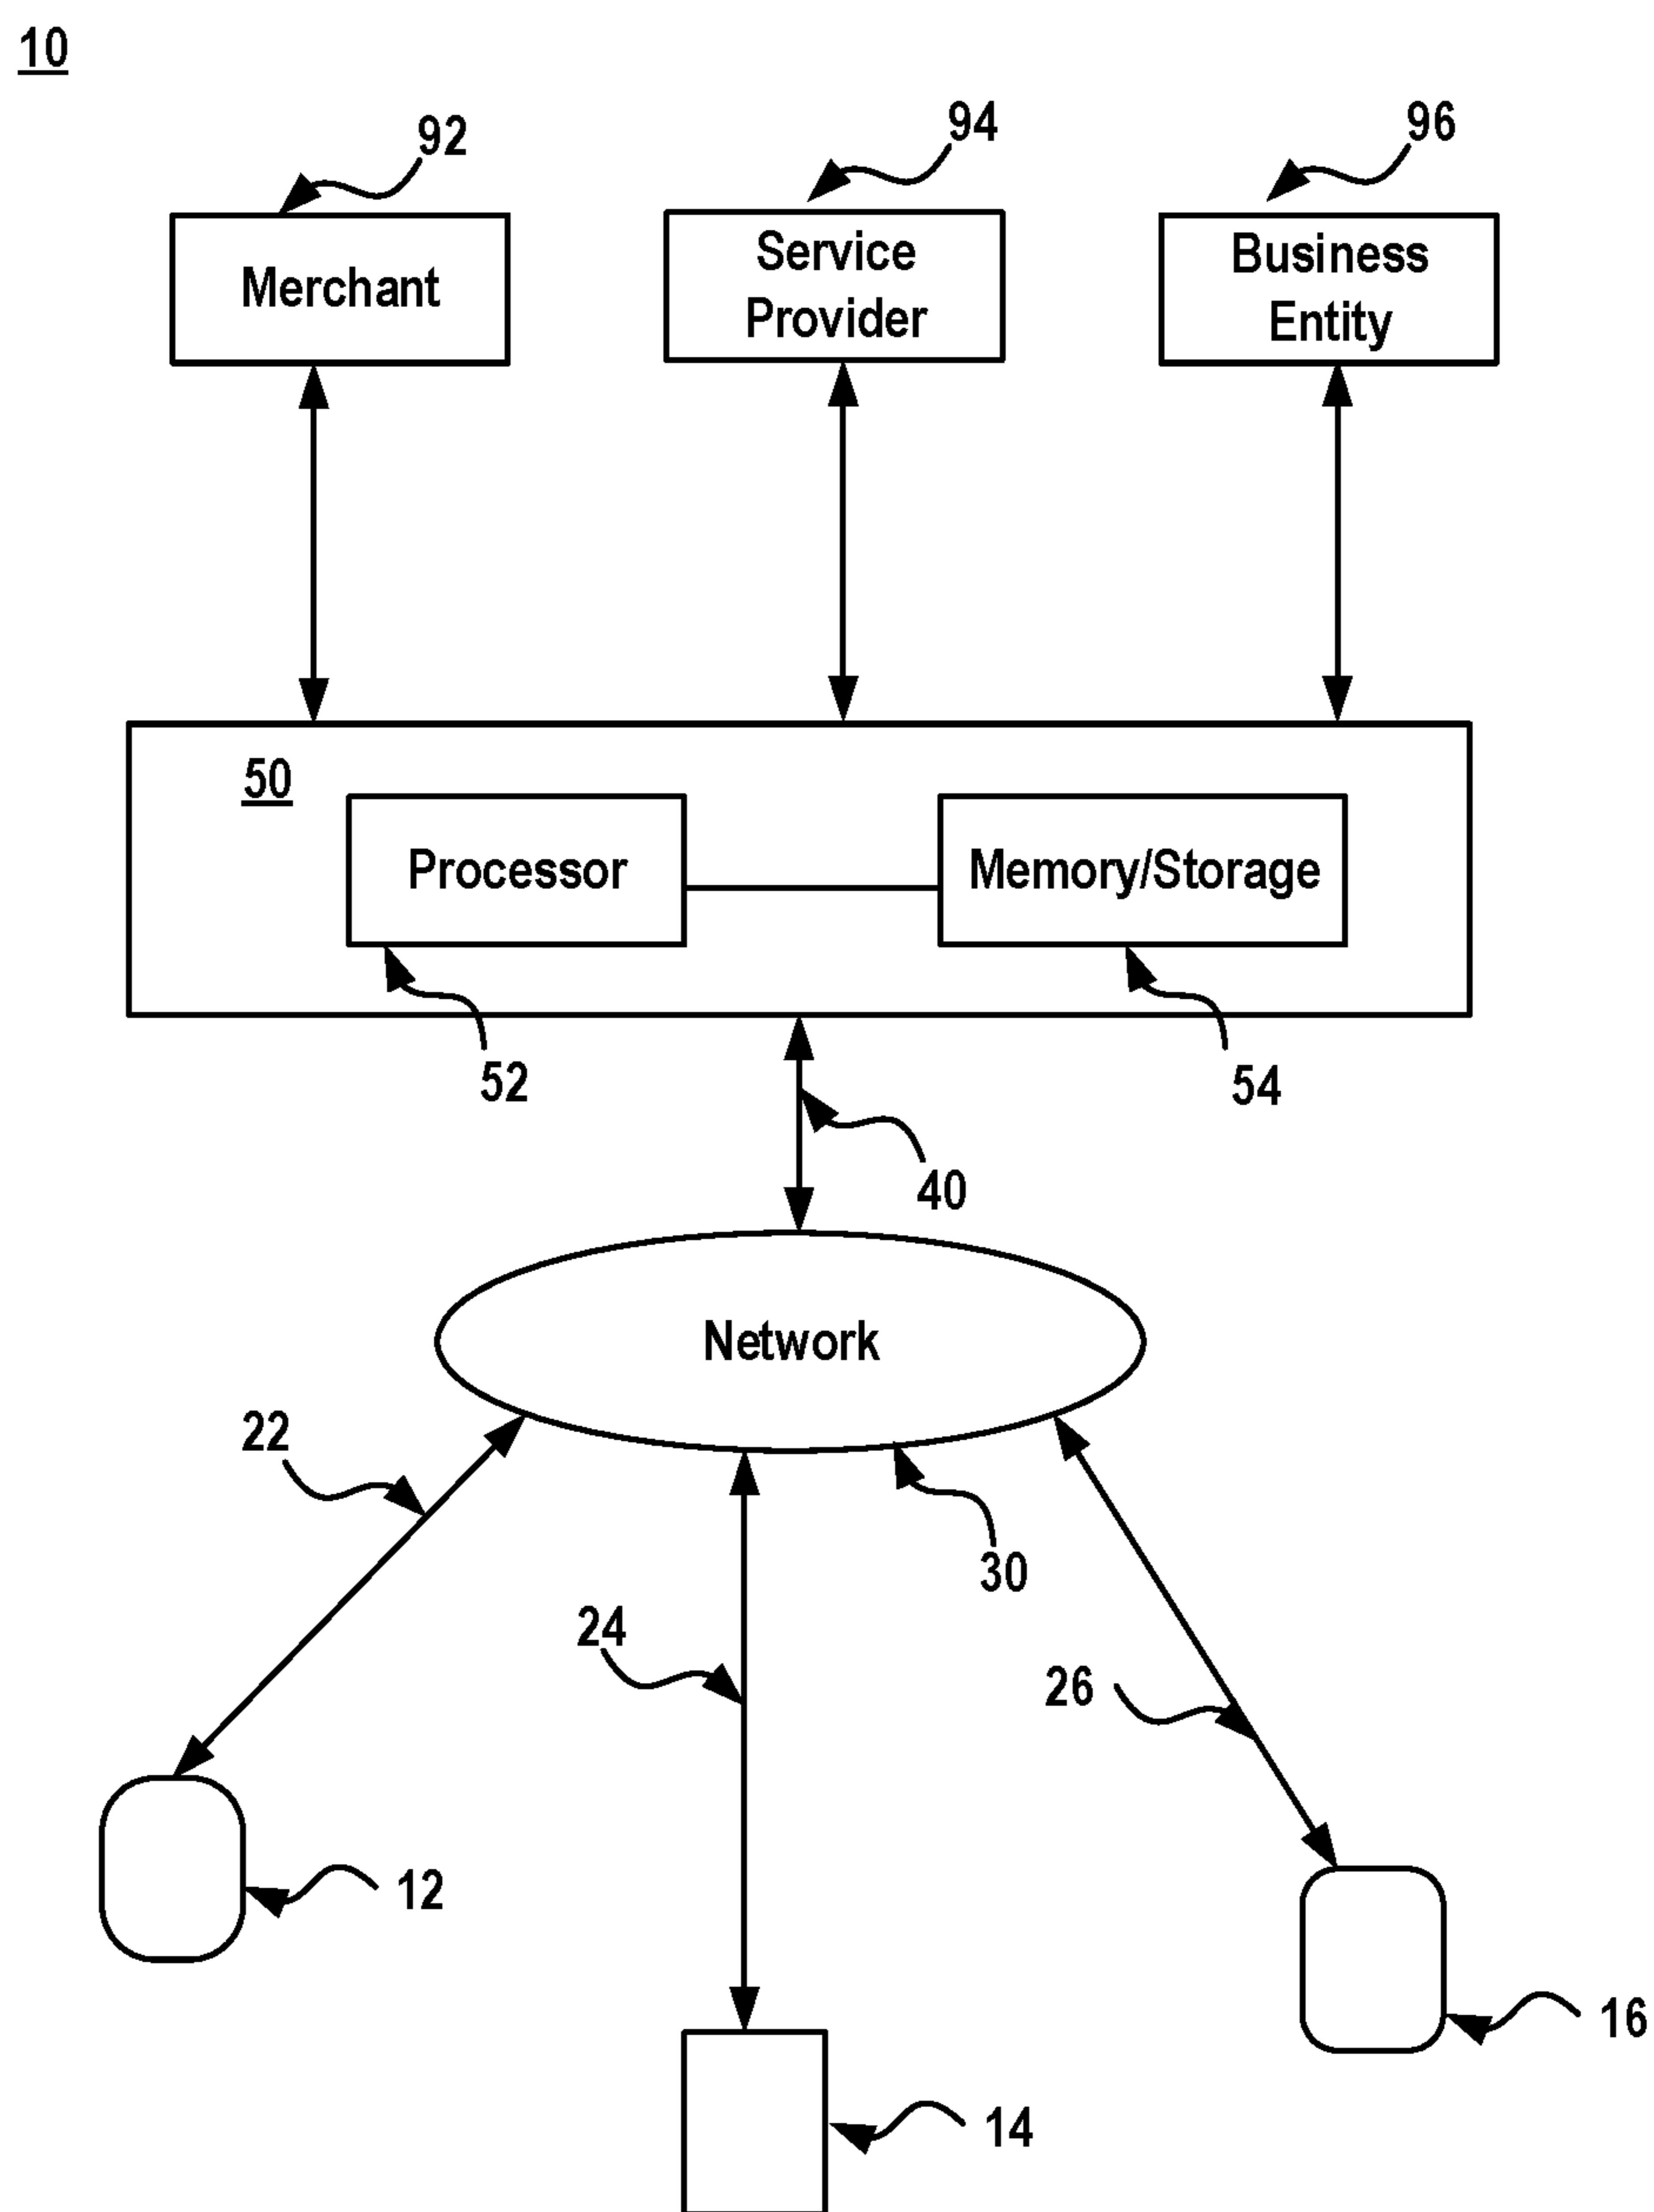 10
92
94
96
Merchant
Service
Provider
Business
Entity
50
Processor
Memory/Storage
52
54
40
Network
22
30
24
26
12
16
14